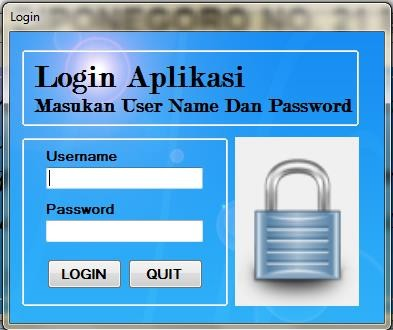 Login
Login Aplikasi
Masukan User Name Dan Password
Username
Password
LOGIN QUIT